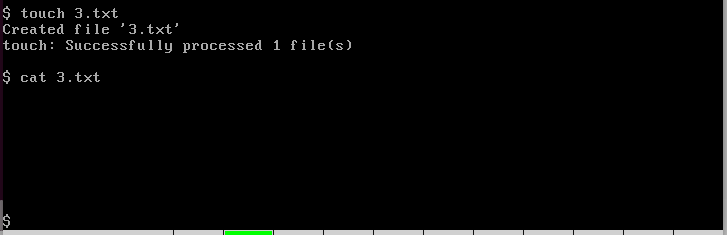 $ touch 3.txt
Created file '3.txt'
touch: Successfully processed 1 file(s)
$ cat 3.txt
$